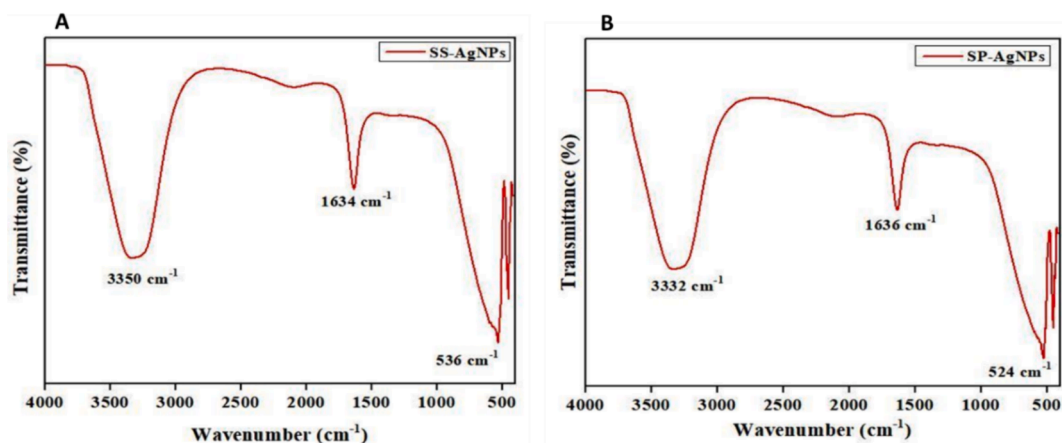 A
SS-AgNPs
Transmittance (%)
3350 cm⁻¹
1634 cm⁻¹
536 cm⁻¹
4000 3500 3000 2500 2000 1500 1000 500
Wavenumber (cm⁻¹)
B
SP-AgNPs
Transmittance (%)
3332 cm⁻¹
1636 cm⁻¹
524 cm⁻¹
4000 3500 3000 2500 2000 1500 1000 500
Wavenumber (cm⁻¹)